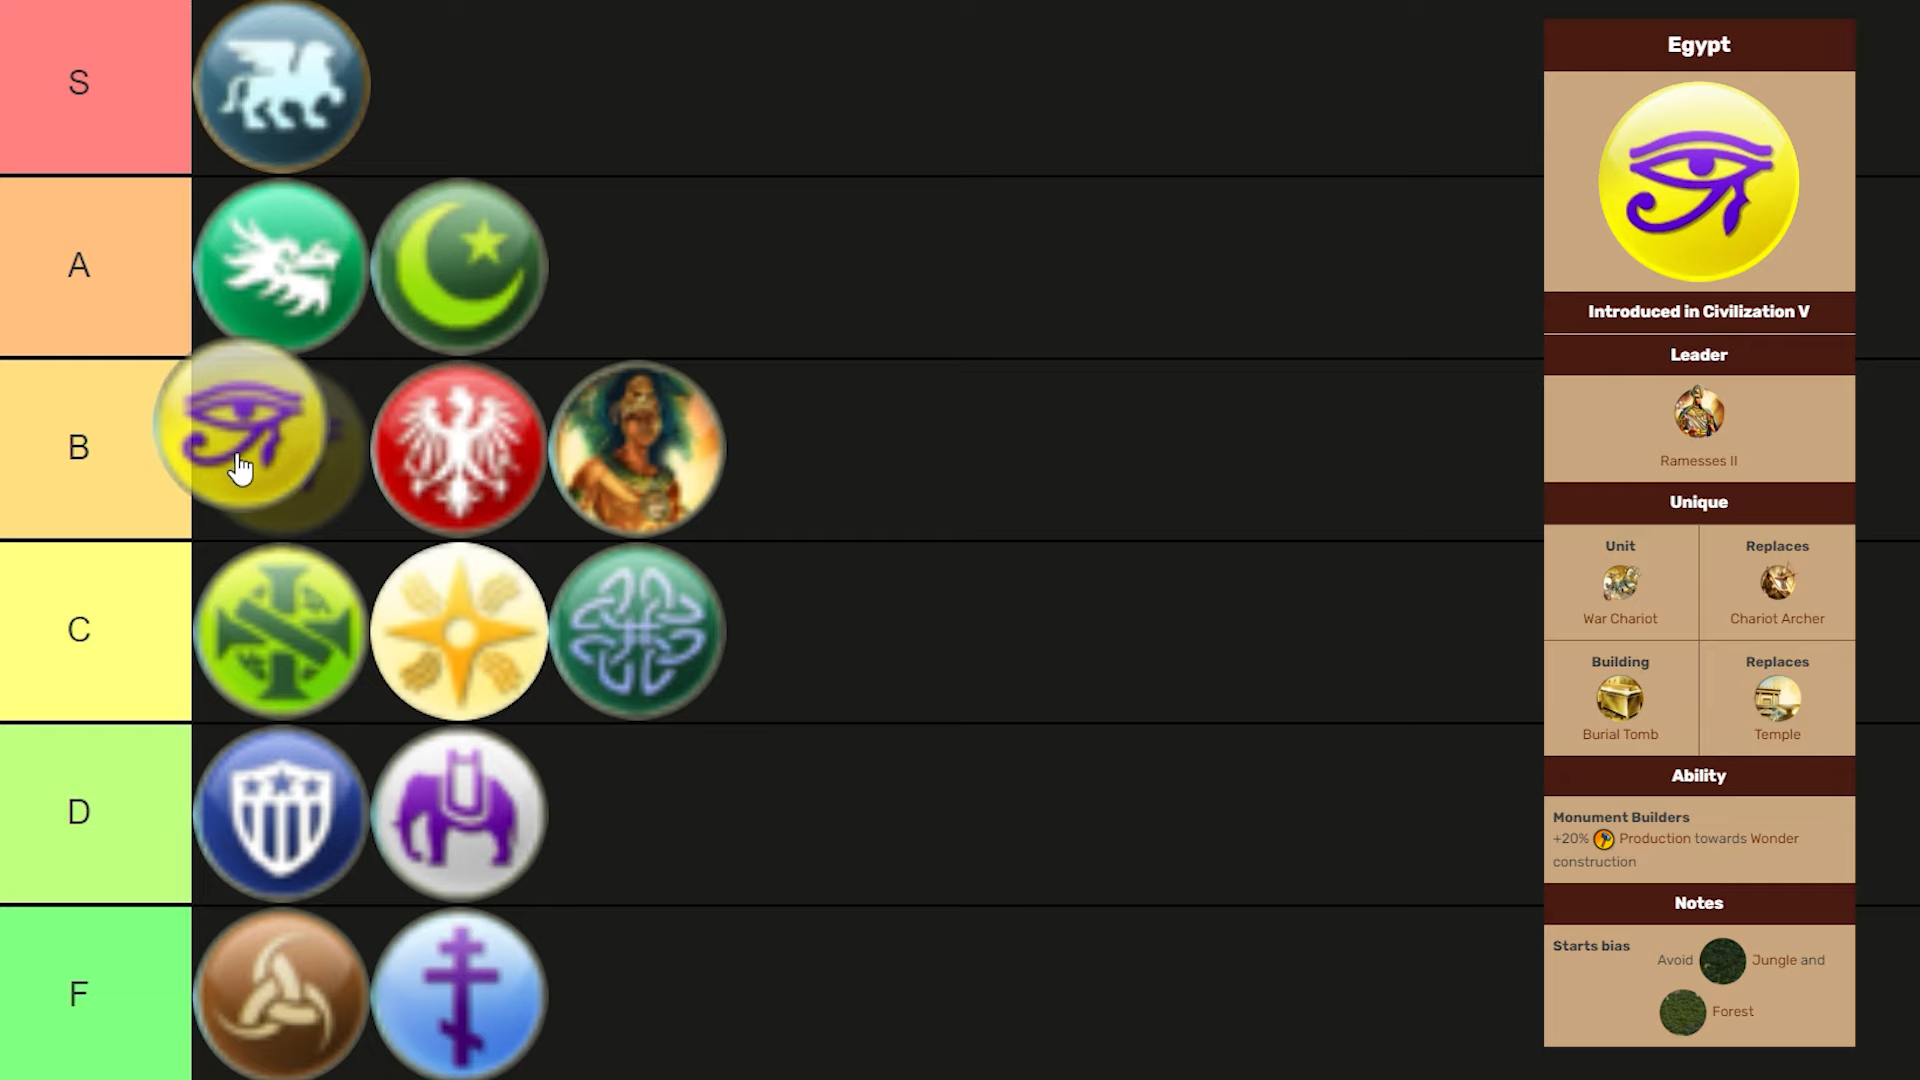 S
A
B
C
D
F
Egypt
Introduced in Civilization V
Leader
Ramesses II
Unique
Unit
Replaces
War Chariot
Chariot Archer
Building
Replaces
Burial Tomb
Temple
Ability
Monument Builders
+20% Production towards Wonder
construction
Notes
Starts bias
Avoid Jungle and
Forest